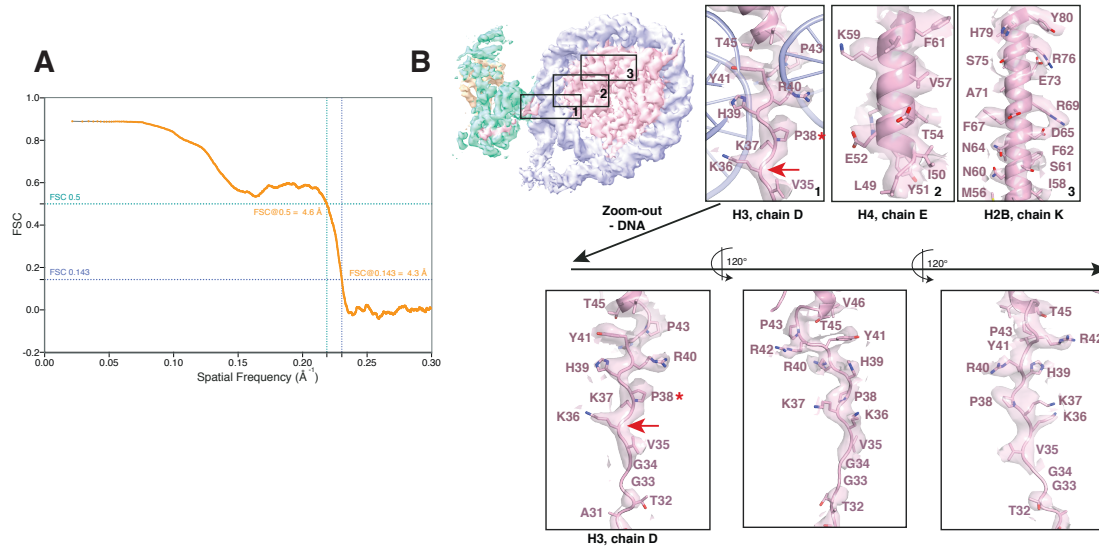 A
B
1.0
0.8
0.6
0.4
0.2
0.0
-0.2
FSC
FSC 0.5
FSC@0.5 = 4.6 Å
FSC 0.143
FSC@0.143 = 4.3 Å
0.00
0.05
0.10
0.15
0.20
0.25
0.30
Spatial Frequency (Å⁻¹)
3
2
1
T45
P43
Y41
R40
H39
P38*
K37
K36
V35
1
H3, chain D
K59
F61
V57
T54
E52
I50
Y51
L49
2
H4, chain E
Y80
H79
R76
S75
E73
A71
R69
F67
D65
N64
F62
S61
N60
I58
M56
3
H2B, chain K
Zoom-out
- DNA
120°
120°
T45
P43
Y41
R40
H39
K37
P38*
K36
V35
G34
G33
T32
A31
H3, chain D
V46
P43
T45
Y41
R42
R40
H39
P38
K37
K36
V35
G34
G33
T32
T45
P43
R42
Y41
R40
H39
P38
K37
K36
V35
G34
G33
T32